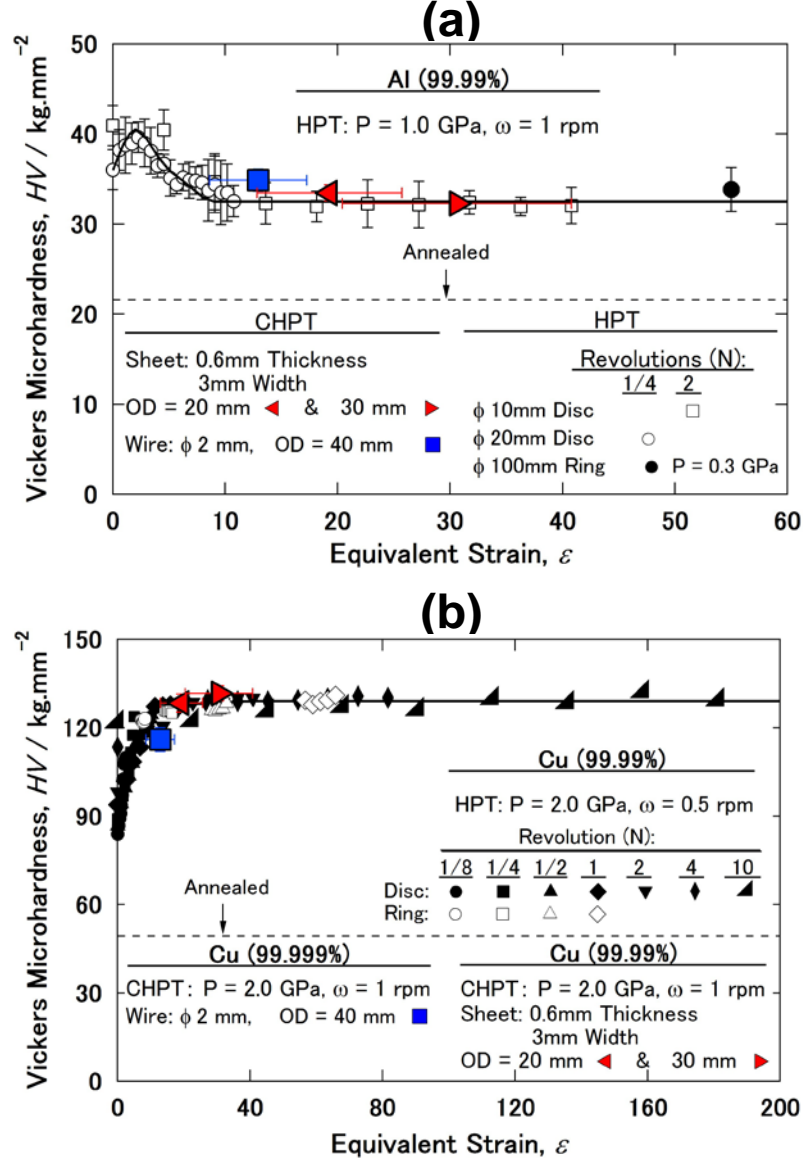 (a)
50
40
30
20
10
0
Vickers Microhardness, HV / kg.mm⁻²
Al (99.99%)
HPT: P = 1.0 GPa, ω = 1 rpm
Annealed
CHPT
Sheet: 0.6mm Thickness
3mm Width
OD = 20 mm & 30 mm
Wire: ϕ 2 mm, OD = 40 mm
HPT
Revolutions (N):
1/4 2
ϕ 10mm Disc
ϕ 20mm Disc
ϕ 100mm Ring P = 0.3 GPa
0 10 20 30 40 50 60
Equivalent Strain, ε
(b)
150
120
90
60
30
0
Vickers Microhardness, HV / kg.mm⁻²
Cu (99.99%)
HPT: P = 2.0 GPa, ω = 0.5 rpm
Revolution (N):
1/8 1/4 1/2 1 2 4 10
Disc:
Ring:
Annealed
Cu (99.999%)
CHPT: P = 2.0 GPa, ω = 1 rpm
Wire: ϕ 2 mm, OD = 40 mm
Cu (99.99%)
CHPT: P = 2.0 GPa, ω = 1 rpm
Sheet: 0.6mm Thickness
3mm Width
OD = 20 mm & 30 mm
0 40 80 120 160 200
Equivalent Strain, ε